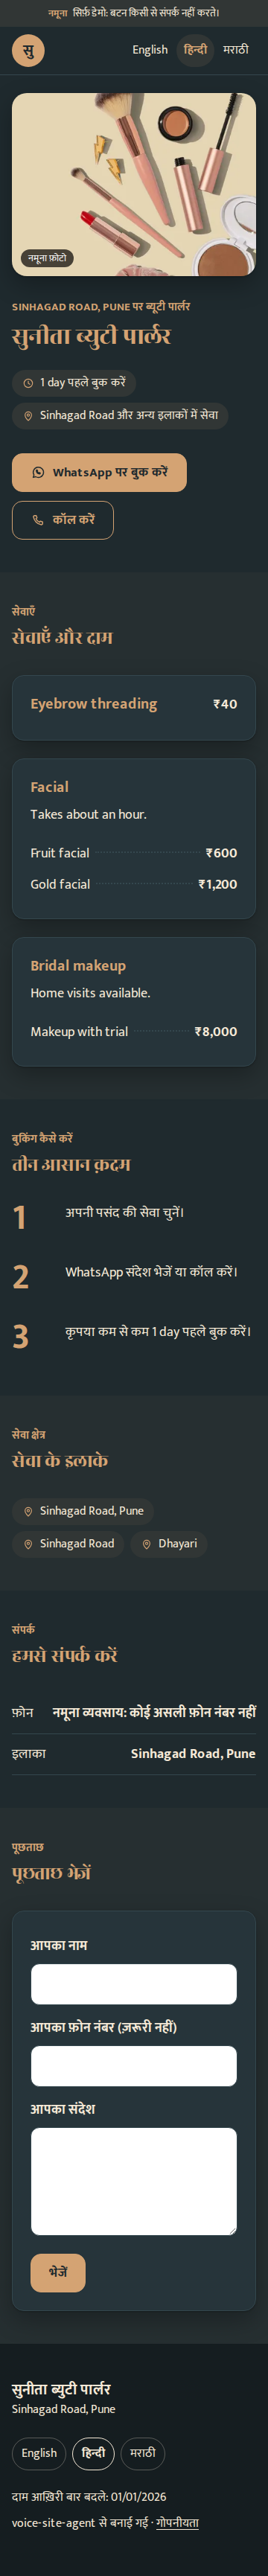 नमूना सिर्फ़ डेमो: बटन किसी से संपर्क नहीं करते।
सु English हिन्दी मराठी
नमूना फ़ोटो
SINHAGAD ROAD, PUNE पर ब्यूटी पार्लर
सुनीता ब्युटी पार्लर
1 day पहले बुक करें
Sinhagad Road और अन्य इलाकों में सेवा
WhatsApp पर बुक करें
कॉल करें
सेवाएँ
सेवाएँ और दाम
Eyebrow threading ₹40
Facial
Takes about an hour.
Fruit facial ₹600
Gold facial ₹1,200
Bridal makeup
Home visits available.
Makeup with trial ₹8,000
बुकिंग कैसे करें
तीन आसान क़दम
1 अपनी पसंद की सेवा चुनें।
2 WhatsApp संदेश भेजें या कॉल करें।
3 कृपया कम से कम 1 day पहले बुक करें।
सेवा क्षेत्र
सेवा के इलाके
Sinhagad Road, Pune
Sinhagad Road Dhayari
संपर्क
हमसे संपर्क करें
फ़ोन नमूना व्यवसाय: कोई असली फ़ोन नंबर नहीं
इलाका Sinhagad Road, Pune
पूछताछ
पूछताछ भेजें
आपका नाम
आपका फ़ोन नंबर (ज़रूरी नहीं)
आपका संदेश
भेजें
सुनीता ब्युटी पार्लर
Sinhagad Road, Pune
English हिन्दी मराठी
दाम आख़िरी बार बदले: 01/01/2026
voice-site-agent से बनाई गई · गोपनीयता